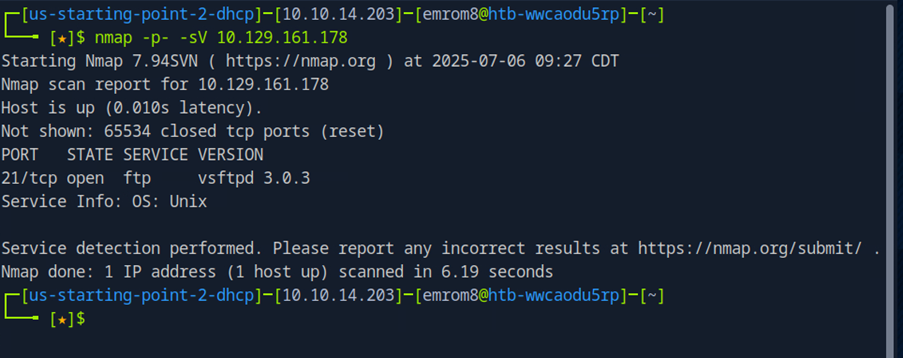 [us-starting-point-2-dhcp]─[10.10.14.203]─[emrom8@htb-wwcaodu5rp]─[~]
[★]$ nmap -p- -sV 10.129.161.178
Starting Nmap 7.94SVN ( https://nmap.org ) at 2025-07-06 09:27 CDT
Nmap scan report for 10.129.161.178
Host is up (0.010s latency).
Not shown: 65534 closed tcp ports (reset)
PORT   STATE SERVICE VERSION
21/tcp open  ftp     vsftpd 3.0.3
Service Info: OS: Unix
Service detection performed. Please report any incorrect results at https://nmap.org/submit/ .
Nmap done: 1 IP address (1 host up) scanned in 6.19 seconds
[us-starting-point-2-dhcp]─[10.10.14.203]─[emrom8@htb-wwcaodu5rp]─[~]
[★]$